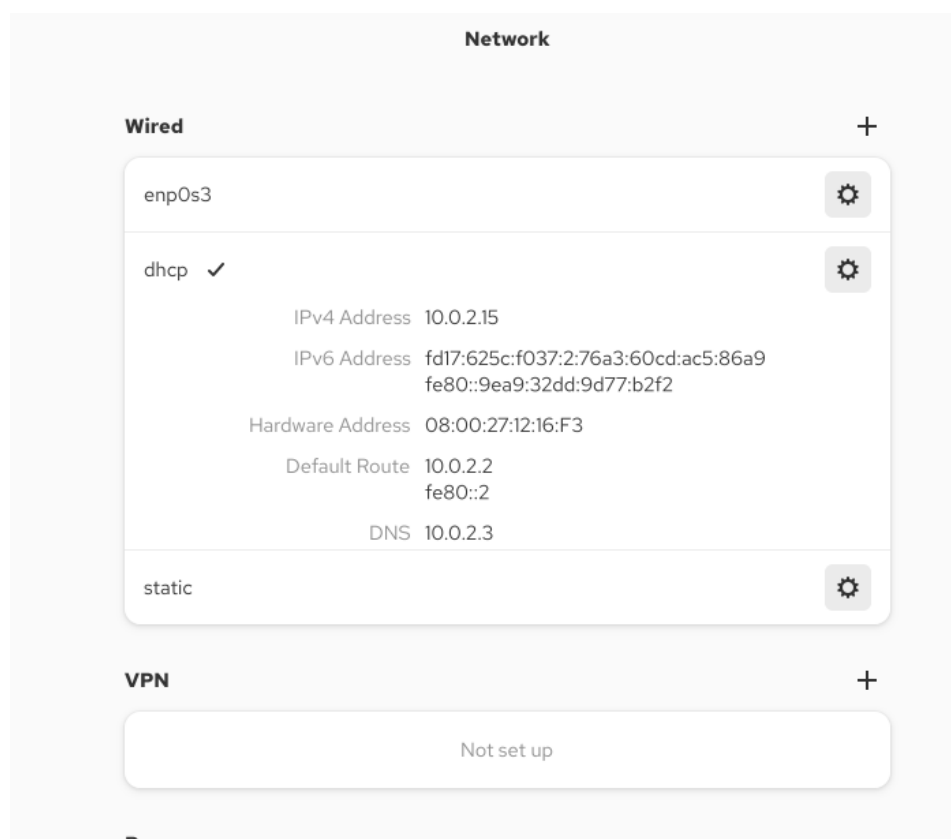 Network
Wired
enp0s3
dhcp
IPv4 Address 10.0.2.15
IPv6 Address fd17:625c:f037:2:76a3:60cd:ac5:86a9
fe80::9ea9:32dd:9d77:b2f2
Hardware Address 08:00:27:12:16:F3
Default Route 10.0.2.2
fe80::2
DNS 10.0.2.3
static
VPN
Not set up